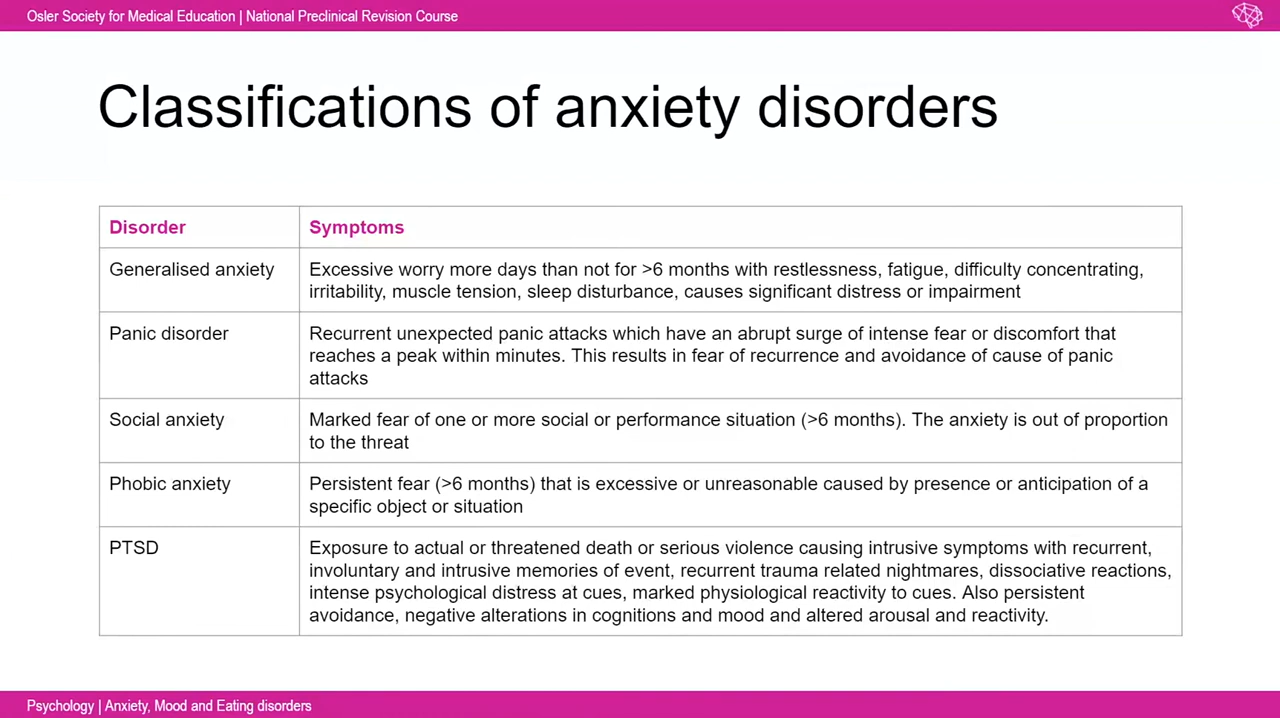 Osler Society for Medical Education | National Preclinical Revision Course
Classifications of anxiety disorders
Disorder
Symptoms
Generalised anxiety
Excessive worry more days than not for >6 months with restlessness, fatigue, difficulty concentrating,
irritability, muscle tension, sleep disturbance, causes significant distress or impairment
Panic disorder
Recurrent unexpected panic attacks which have an abrupt surge of intense fear or discomfort that
reaches a peak within minutes. This results in fear of recurrence and avoidance of cause of panic
attacks
Social anxiety
Marked fear of one or more social or performance situation (>6 months). The anxiety is out of proportion
to the threat
Phobic anxiety
Persistent fear (>6 months) that is excessive or unreasonable caused by presence or anticipation of a
specific object or situation
PTSD
Exposure to actual or threatened death or serious violence causing intrusive symptoms with recurrent,
involuntary and intrusive memories of event, recurrent trauma related nightmares, dissociative reactions,
intense psychological distress at cues, marked physiological reactivity to cues. Also persistent
avoidance, negative alterations in cognitions and mood and altered arousal and reactivity.
Psychology | Anxiety, Mood and Eating disorders